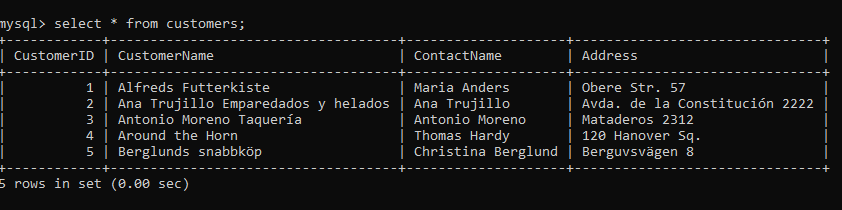 mysql> select * from customers;
+------------+------------------------------------+--------------------+-------------------------------+
| CustomerID | CustomerName                       | ContactName        | Address                       |
+------------+------------------------------------+--------------------+-------------------------------+
|          1 | Alfreds Futterkiste                | Maria Anders       | Obere Str. 57                 |
|          2 | Ana Trujillo Emparedados y helados | Ana Trujillo       | Avda. de la Constitución 2222 |
|          3 | Antonio Moreno Taquería            | Antonio Moreno     | Mataderos 2312                |
|          4 | Around the Horn                    | Thomas Hardy       | 120 Hanover Sq.               |
|          5 | Berglunds snabbköp                 | Christina Berglund | Berguvsvägen 8                |
+------------+------------------------------------+--------------------+-------------------------------+
5 rows in set (0.00 sec)